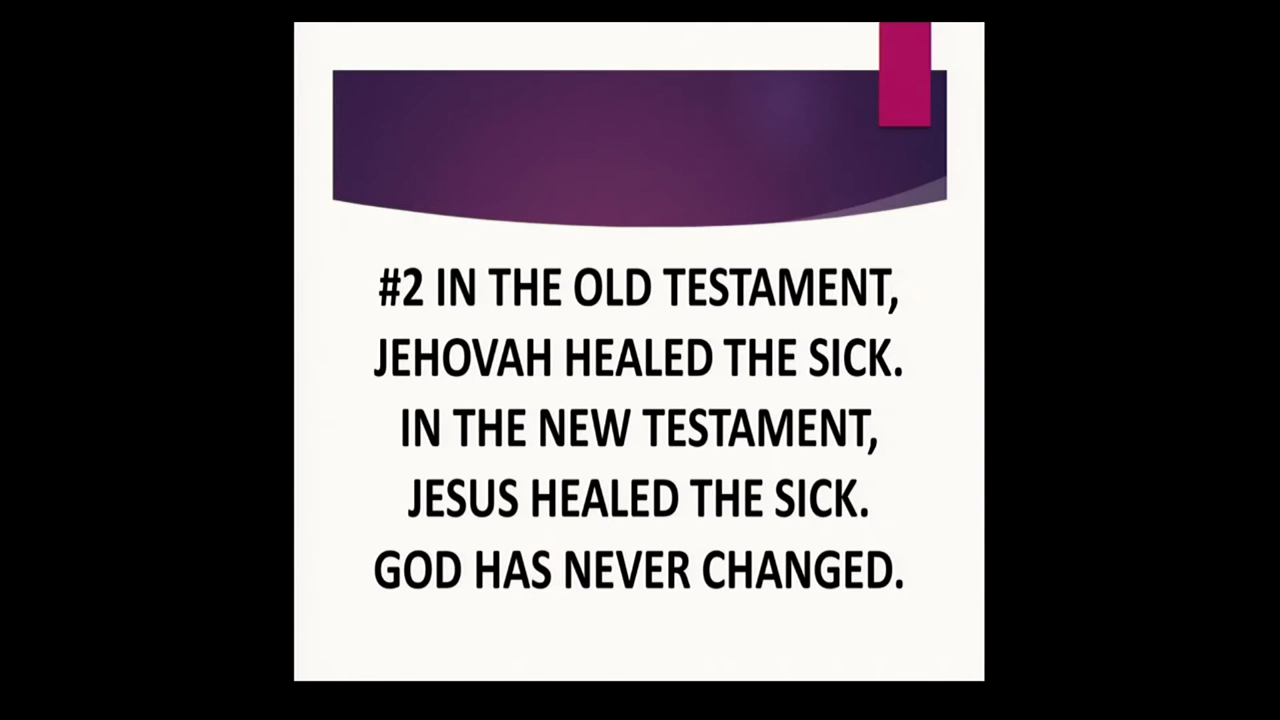 #2 IN THE OLD TESTAMENT,
JEHOVAH HEALED THE SICK.
IN THE NEW TESTAMENT,
JESUS HEALED THE SICK.
GOD HAS NEVER CHANGED.